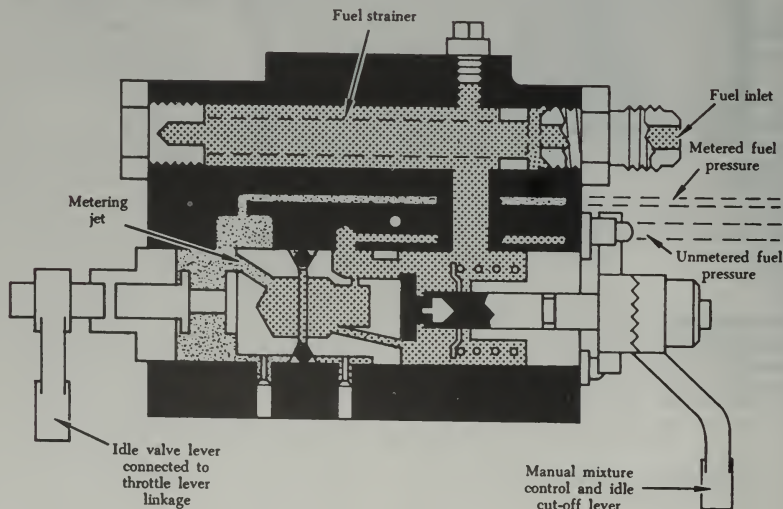 Fuel strainer
Fuel inlet
Metered fuel
pressure
Metering
jet
Unmetered fuel
pressure
Idle valve lever
connected to
throttle lever
linkage
Manual mixture
control and idle
cut-off lever